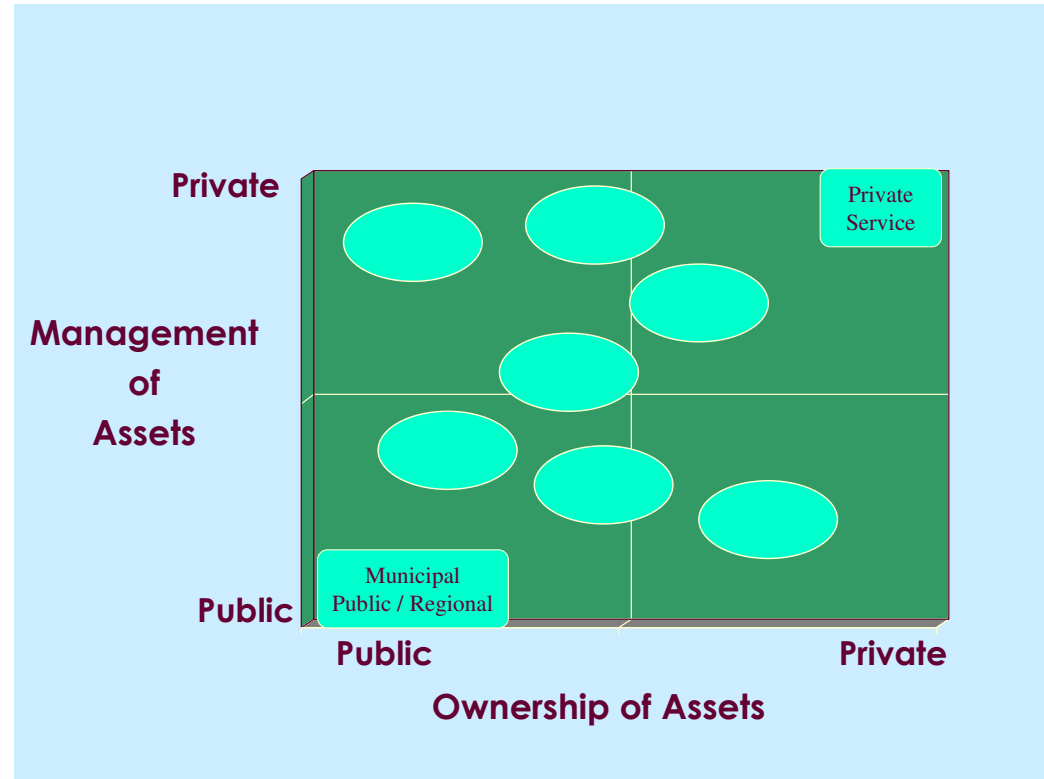 Private
Private
Service
Management
of
Assets
Municipal
Public / Regional
Public
Public
Private
Ownership of Assets